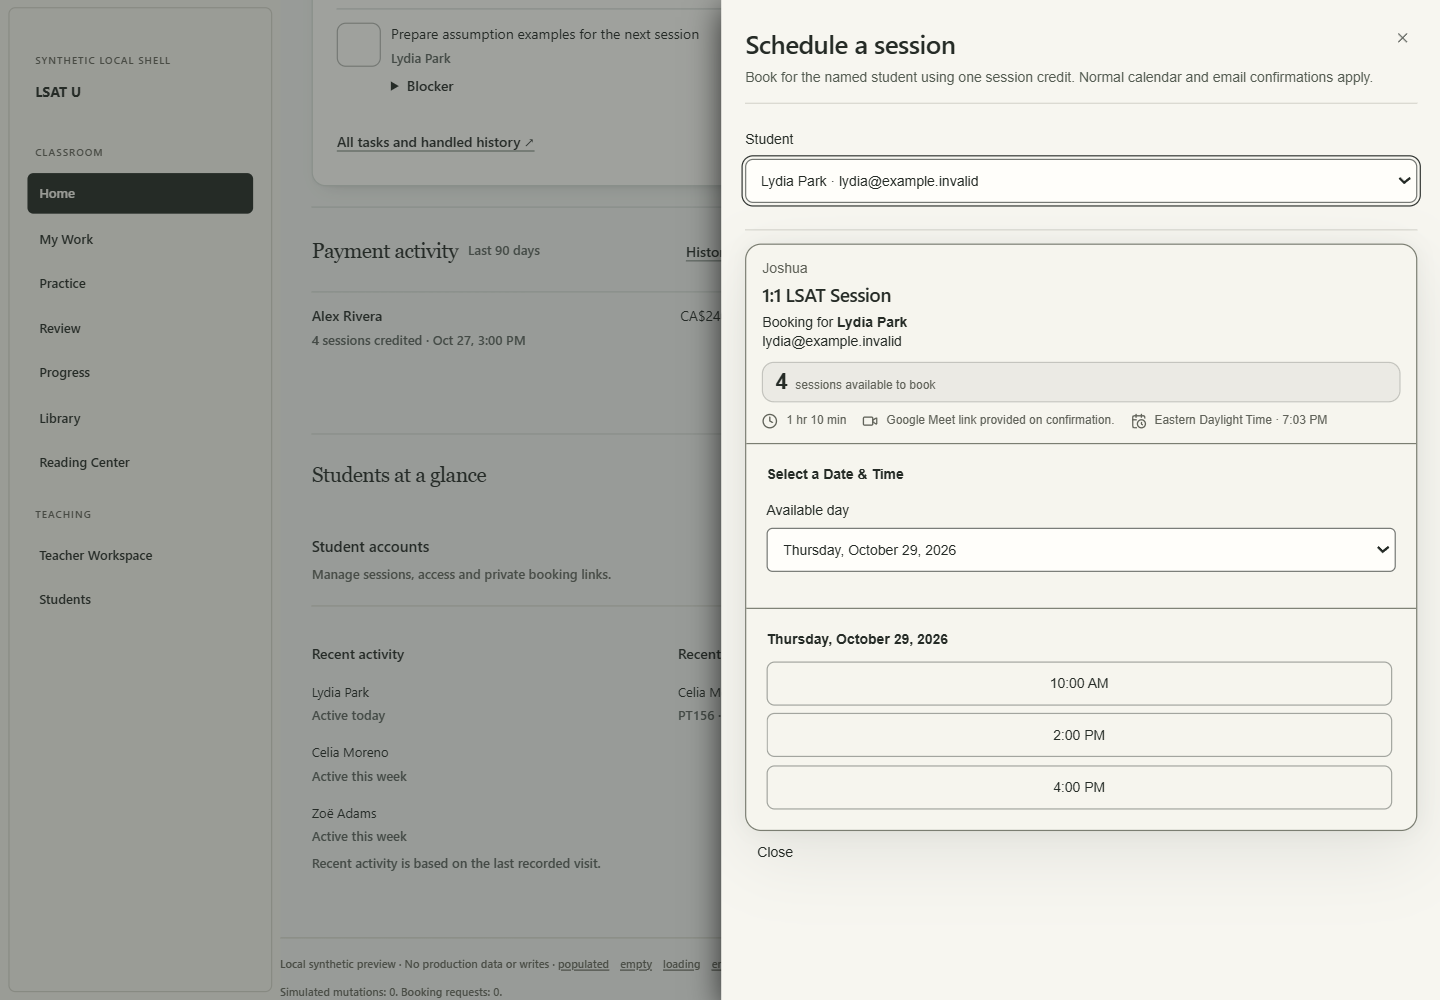 SYNTHETIC LOCAL SHELL
LSAT U
CLASSROOM
Home
My Work
Practice
Review
Progress
Library
Reading Center
TEACHING
Teacher Workspace
Students
Prepare assumption examples for the next session
Lydia Park
Blocker
All tasks and handled history ↗
Payment activity Last 90 days
Alex Rivera
CA$24
4 sessions credited · Oct 27, 3:00 PM
Students at a glance
Student accounts
Manage sessions, access and private booking links.
Recent activity
Recent
Lydia Park
Active today
Celia M
PT156 ·
Celia Moreno
Active this week
Zoë Adams
Active this week
Recent activity is based on the last recorded visit.
Local synthetic preview · No production data or writes · populated empty loading
Simulated mutations: 0. Booking requests: 0.
Schedule a session
Book for the named student using one session credit. Normal calendar and email confirmations apply.
Student
Lydia Park · lydia@example.invalid
Joshua
1:1 LSAT Session
Booking for Lydia Park
lydia@example.invalid
4 sessions available to book
1 hr 10 min Google Meet link provided on confirmation. Eastern Daylight Time · 7:03 PM
Select a Date & Time
Available day
Thursday, October 29, 2026
Thursday, October 29, 2026
10:00 AM
2:00 PM
4:00 PM
Close